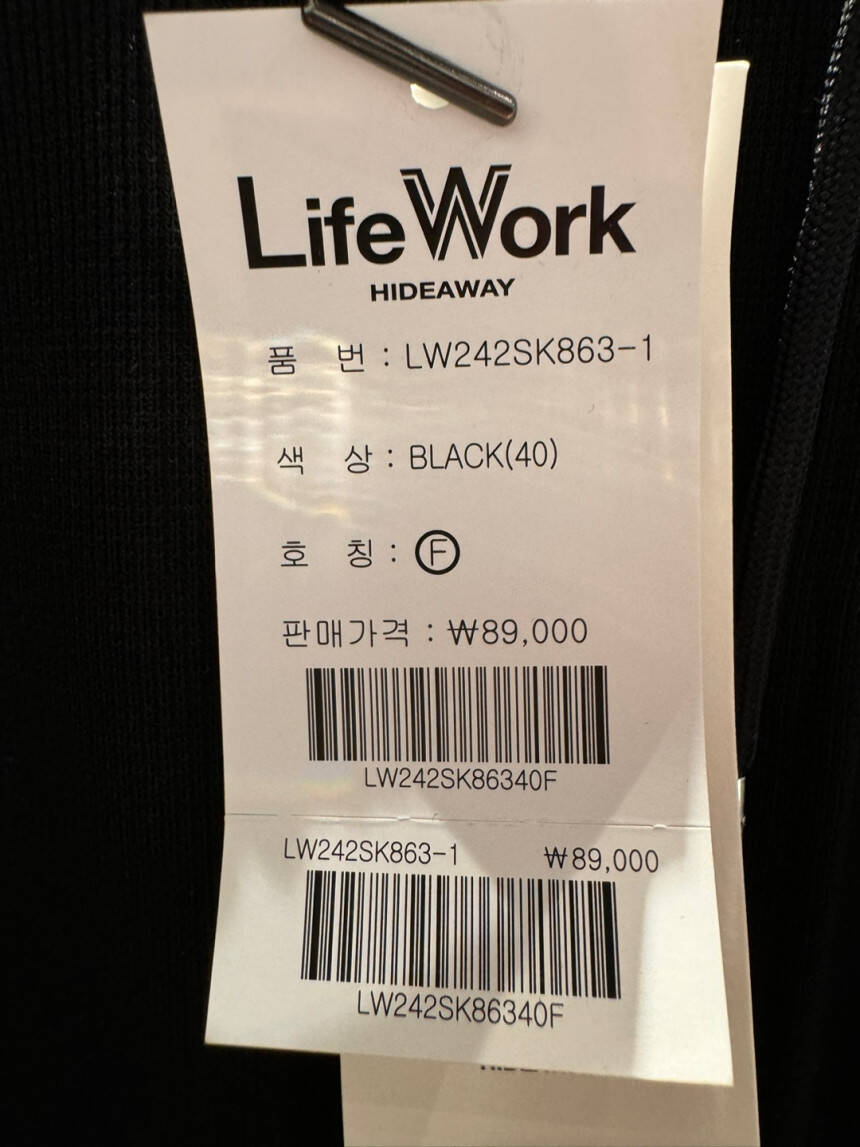 LifeWork
HIDEAWAY
품 번 : LW242SK863-1
색 상 : BLACK(40)
호 칭 : Ⓕ
판매가격 : ₩89,000
LW242SK86340F
LW242SK863-1 ₩89,000
LW242SK86340F